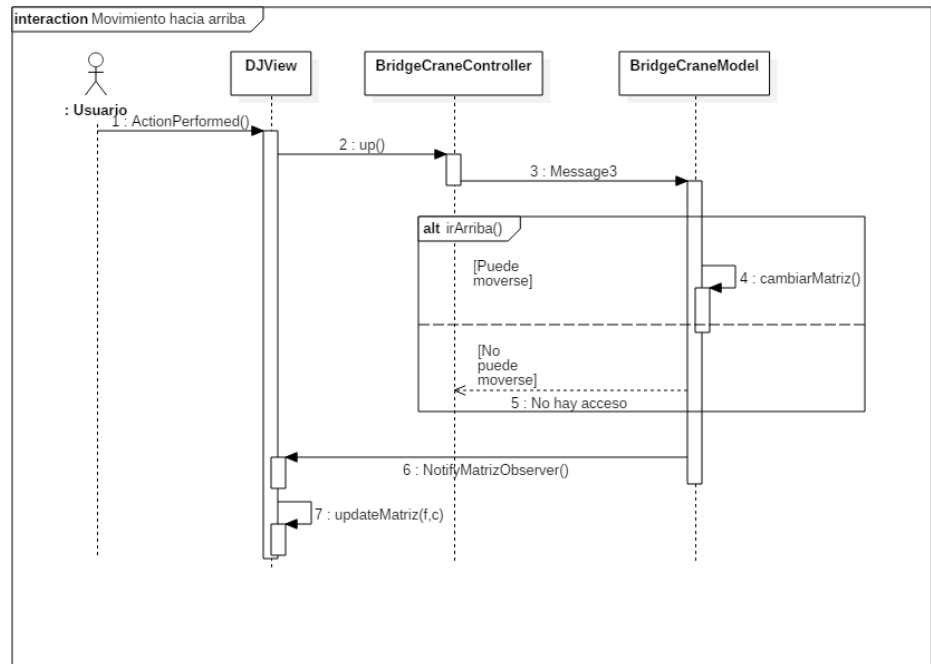 interaction Movimiento hacia arriba
DJView
BridgeCraneController
BridgeCraneModel
: Usuario
1 : ActionPerformed()
2 : up()
3 : Message3
alt irArriba()
[Puede
moverse]
4 : cambiarMatriz()
[No
puede
moverse]
5 : No hay acceso
6 : NotifyMatrizObserver()
7 : updateMatriz(f,c)